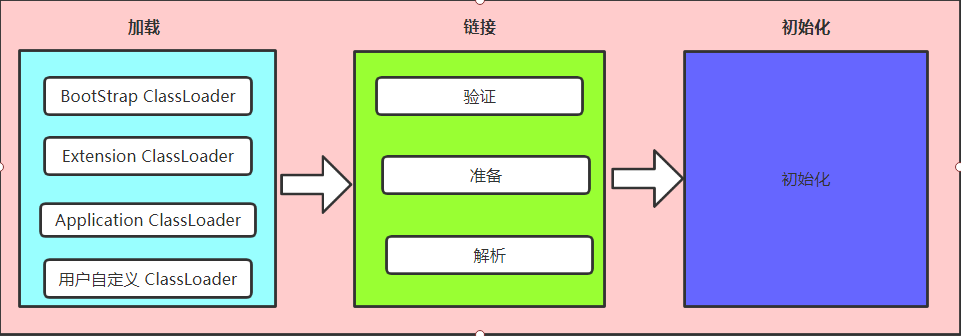 加载
链接
初始化
BootStrap ClassLoader
Extension ClassLoader
Application ClassLoader
用户自定义 ClassLoader
验证
准备
解析
初始化